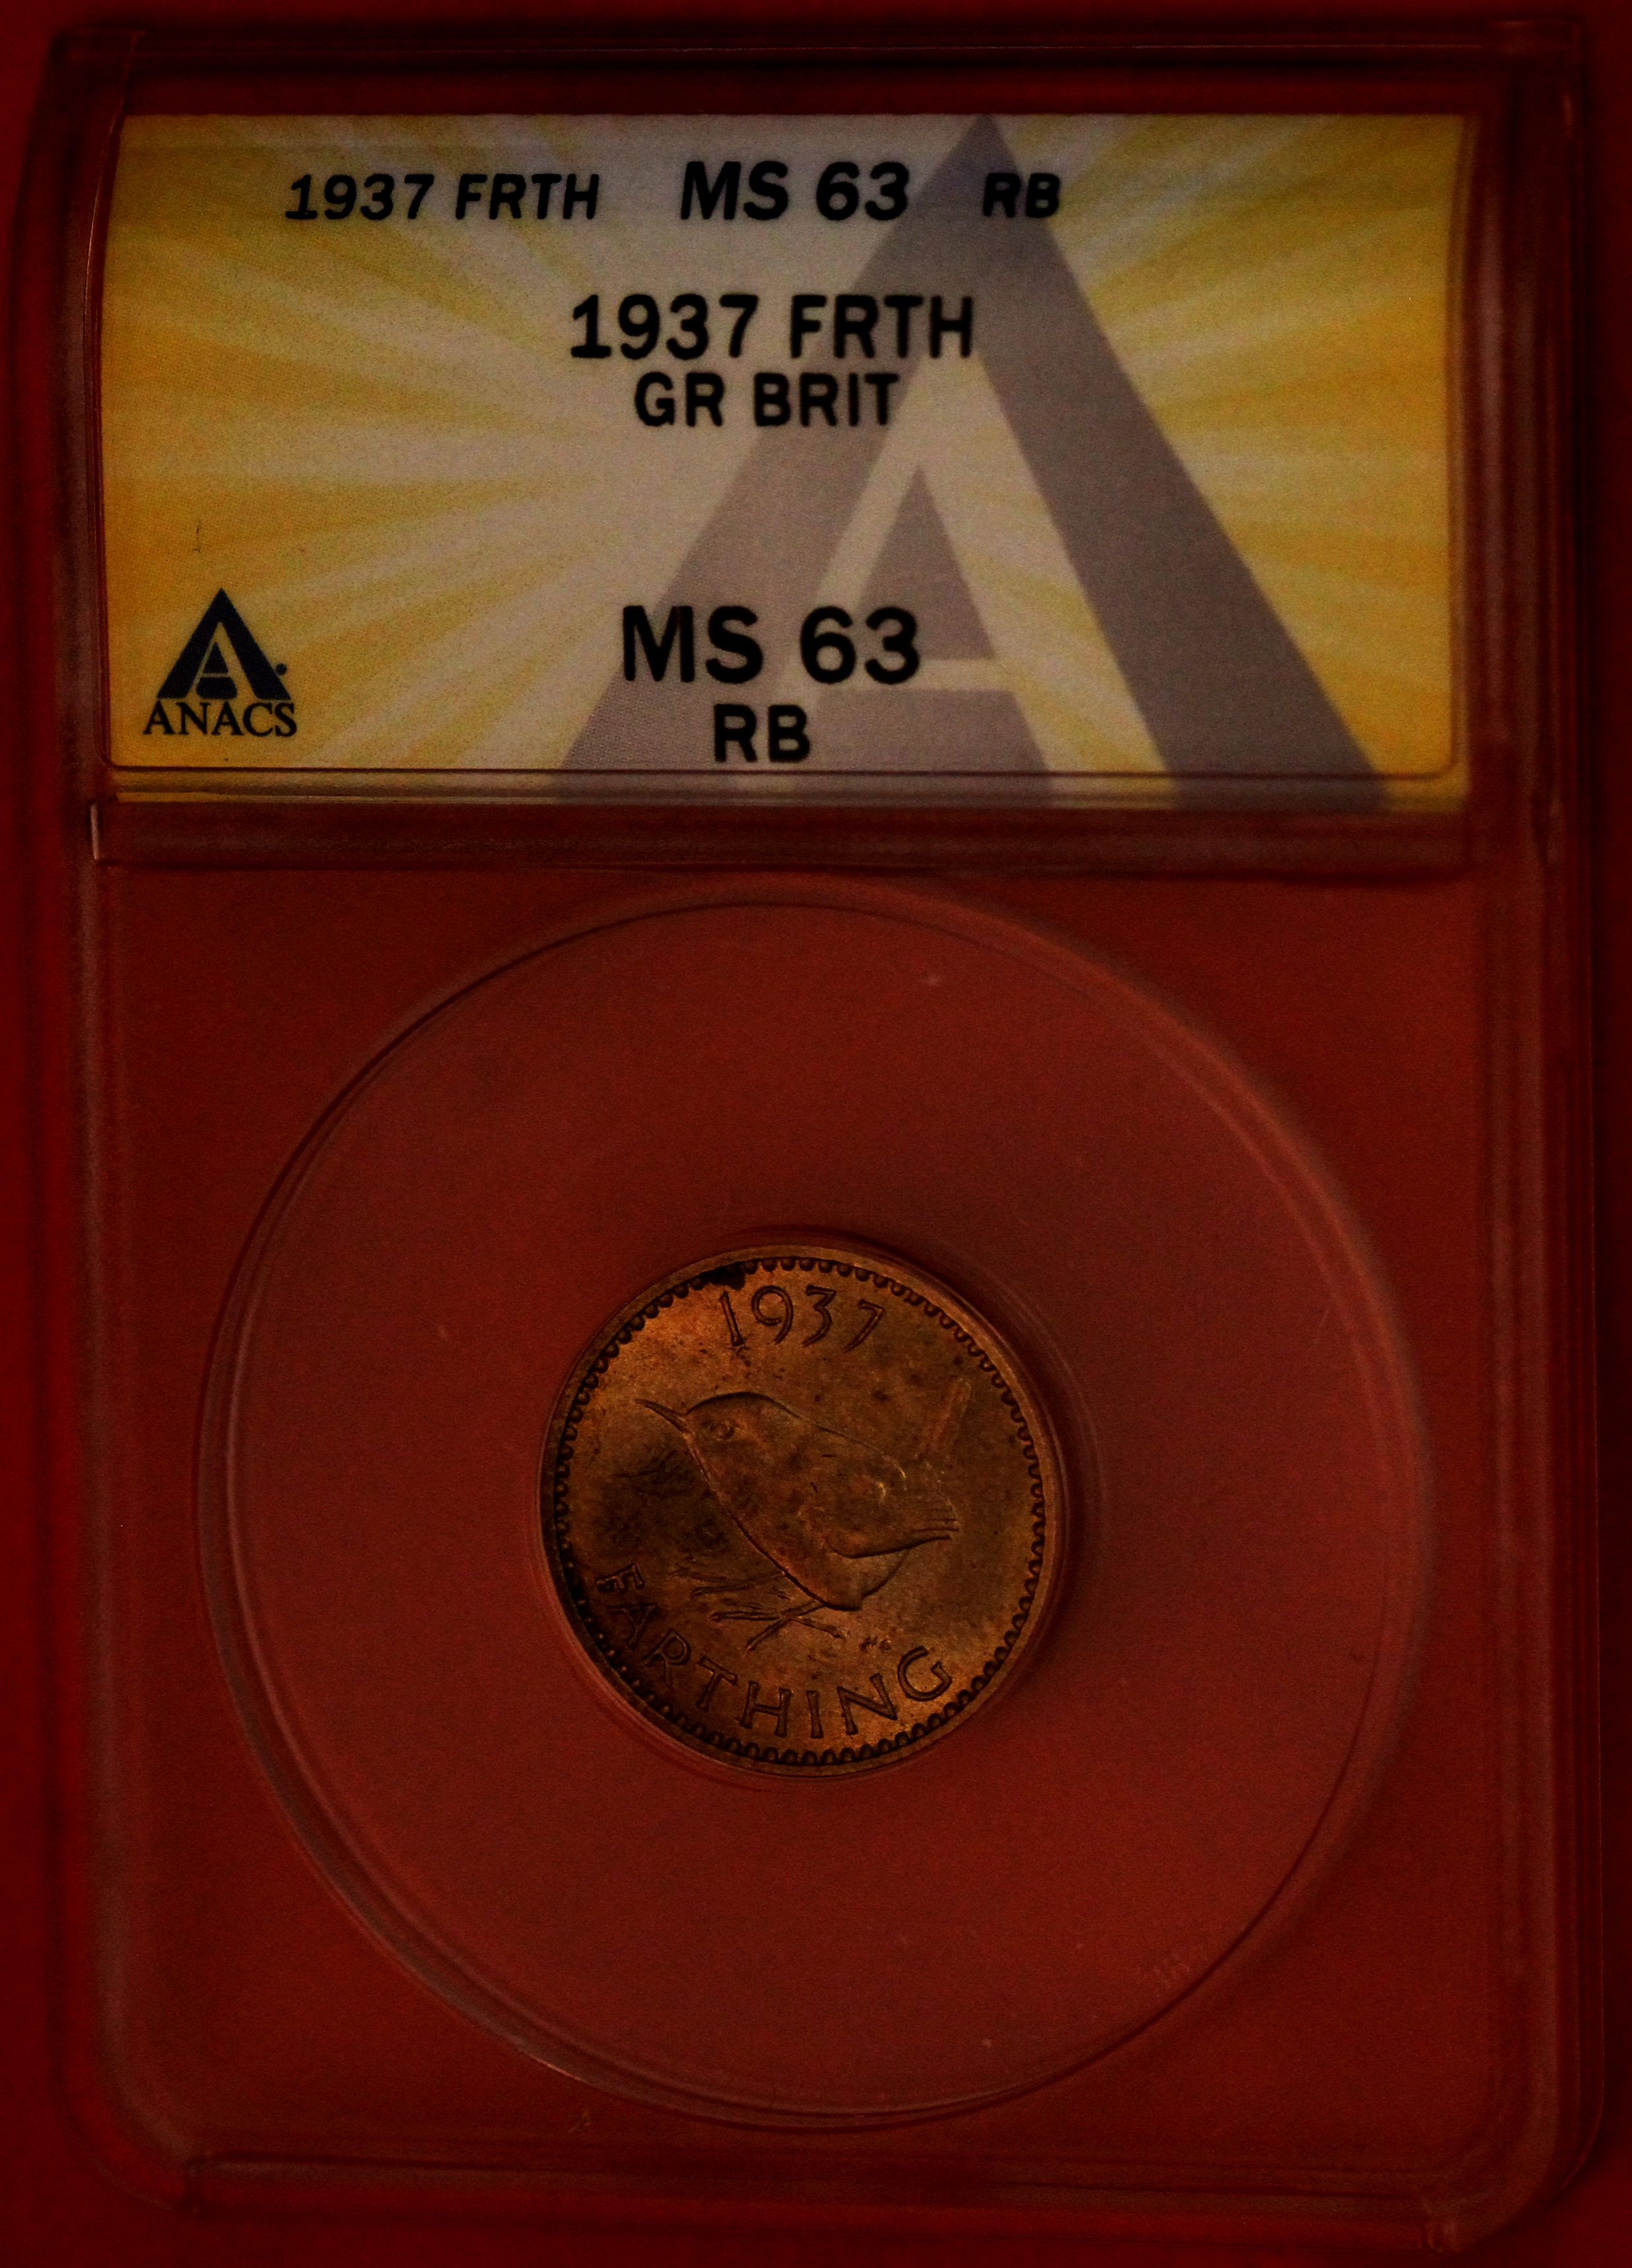 1937 FRTH MS 63 RB
1937 FRTH
GR BRIT
MS 63
RB
ANACS
1937
FARTHING